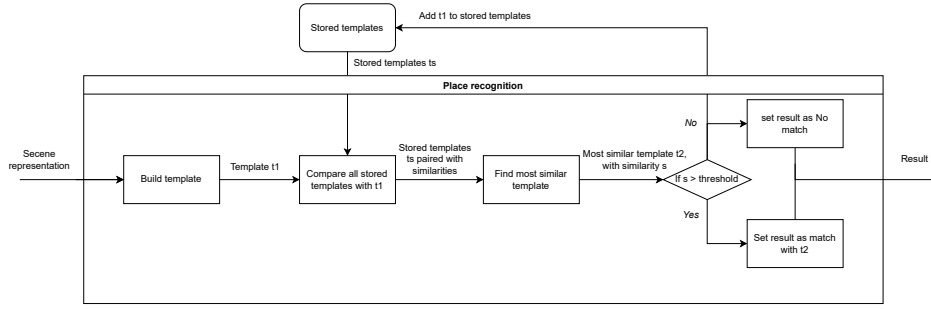 Add t1 to stored templates
Stored templates
Stored templates ts
Place recognition
No
set result as No
match
Secene
representation
Build template
Template t1
Compare all stored
templates with t1
Stored templates
ts paired with
similarities
Find most similar
template
Most similar template t2,
with similarity s
If s > threshold
Result
Yes
Set result as match
with t2